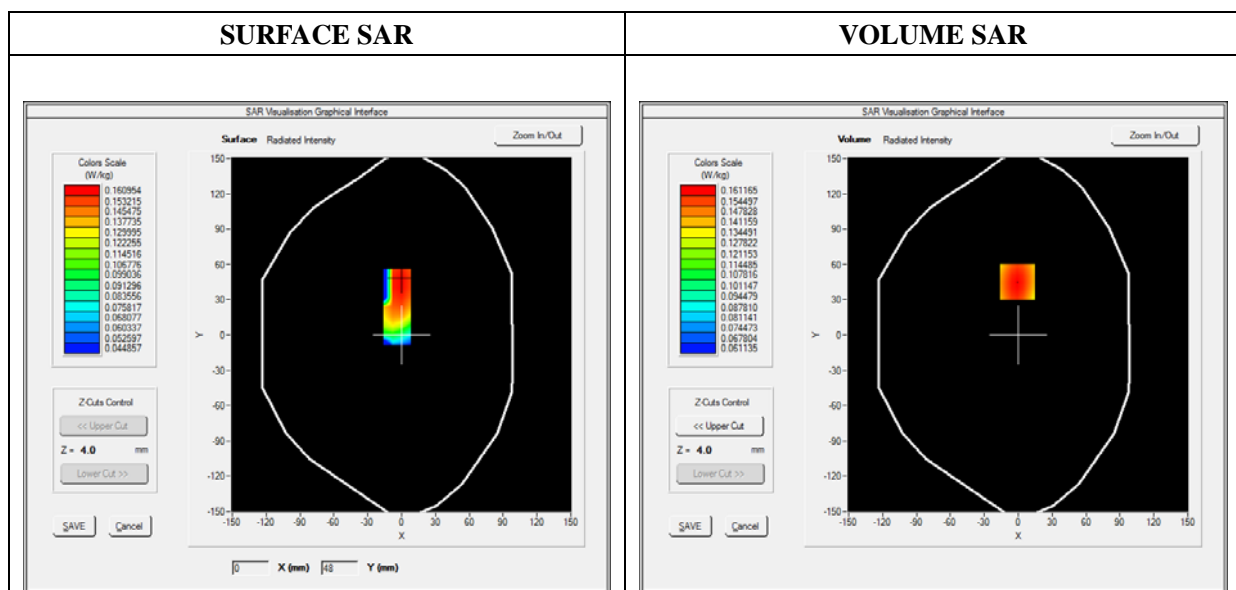 SURFACE SAR
VOLUME SAR
SAR Visualisation Graphical Interface
Surface Radiated Intensity
Zoom In/Out
Colors Scale
(W/kg)
0.160954
0.153215
0.145475
0.137735
0.129995
0.122255
0.114516
0.106776
0.099036
0.091296
0.083556
0.075817
0.068077
0.060337
0.052597
0.044857
Z-Cuts Control
<< Upper Cut
Z = 4.0 mm
Lower Cut >>
SAVE
Cancel
150
120
90
60
30
0
-30
-60
-90
-120
-150
Y
-150 -120 -90 -60 -30 0 30 60 90 120 150
X
0 X (mm) 48 Y (mm)
SAR Visualisation Graphical Interface
Volume Radiated Intensity
Zoom In/Out
Colors Scale
(W/kg)
0.161165
0.154497
0.147828
0.141159
0.134491
0.127822
0.121153
0.114485
0.107816
0.101147
0.094479
0.087810
0.081141
0.074473
0.067804
0.061135
Z-Cuts Control
<< Upper Cut
Z = 4.0 mm
Lower Cut >>
SAVE
Cancel
150
120
90
60
30
0
-30
-60
-90
-120
-150
Y
-150 -120 -90 -60 -30 0 30 60 90 120 150
X